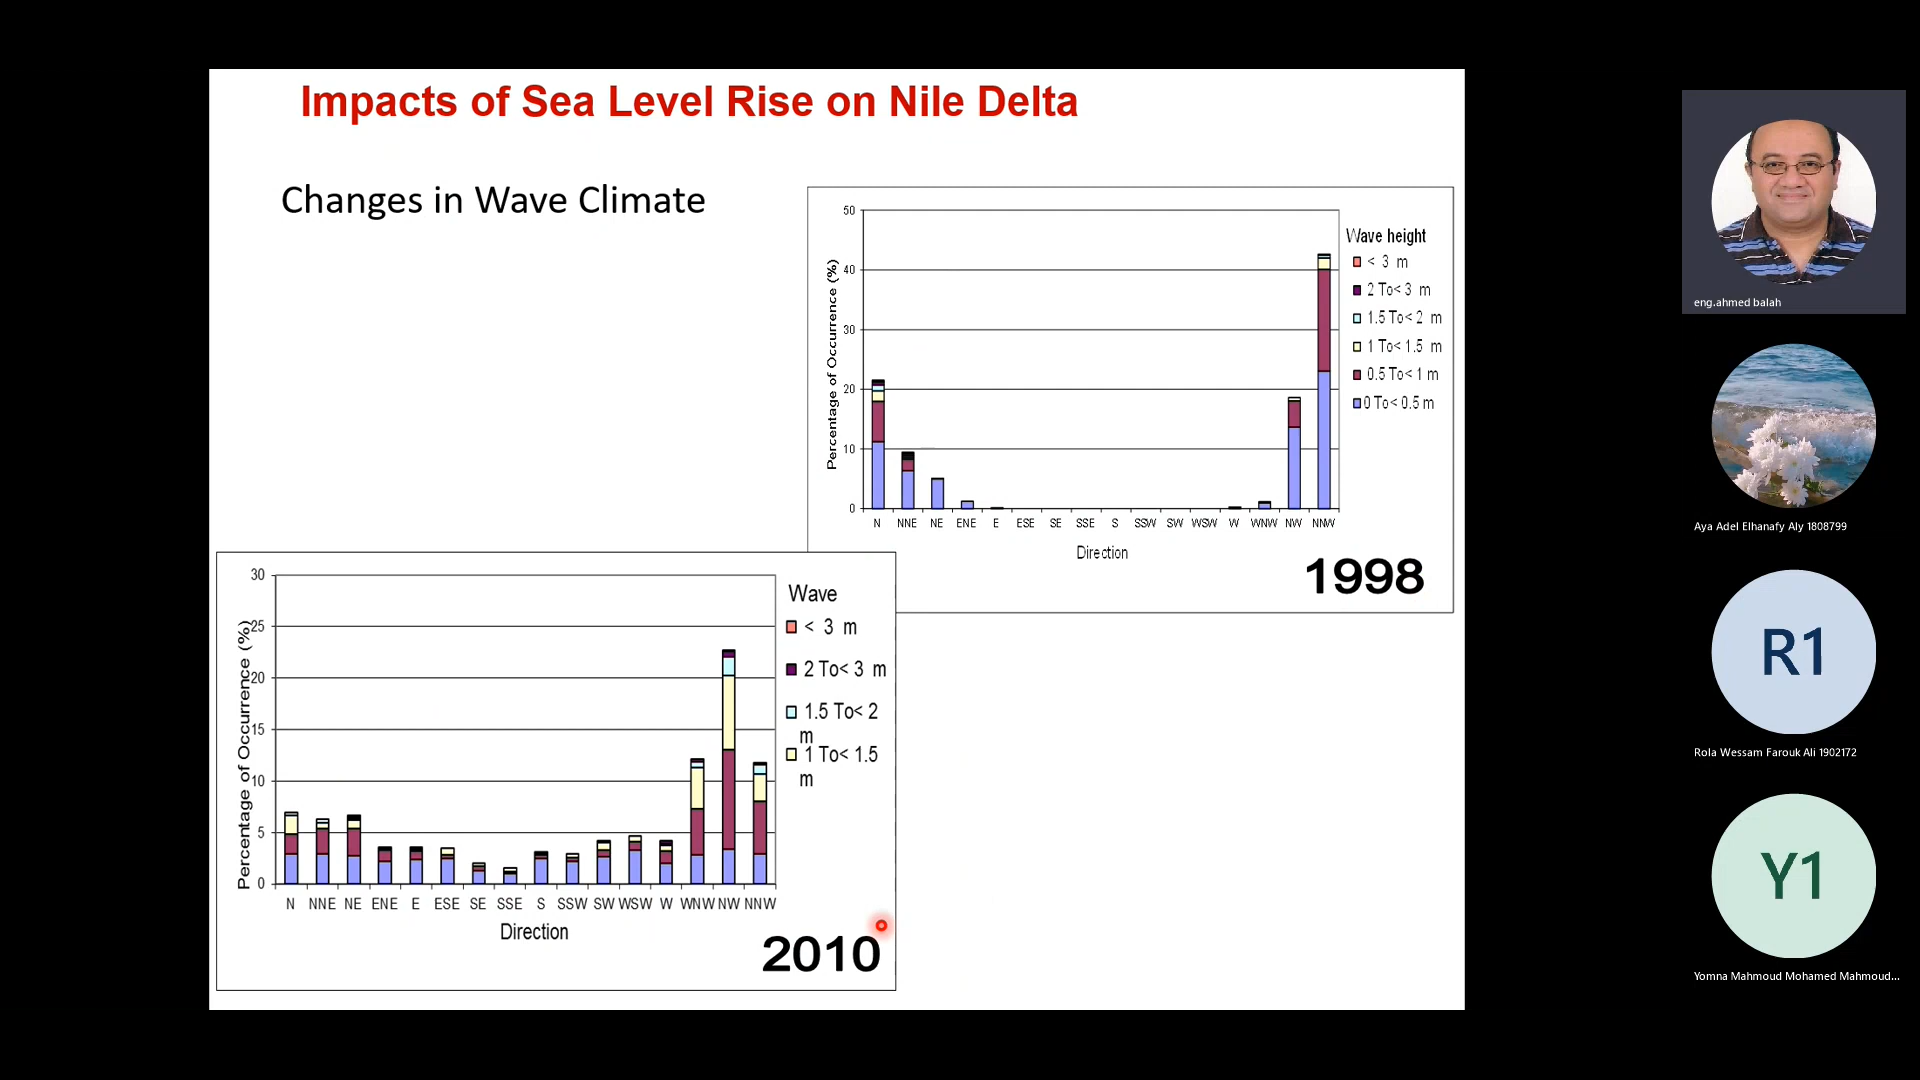 Impacts of Sea Level Rise on Nile Delta
Changes in Wave Climate
50
40
30
20
10
0
Percentage of Occurrence (%)
N NNE NE ENE E ESE SE SSE S SSW SW WSW W WNW NW NNW
Direction
Wave height
< 3 m
2 To< 3 m
1.5 To< 2 m
1 To< 1.5 m
0.5 To< 1 m
0 To< 0.5 m
1998
30
25
20
15
10
5
0
Percentage of Occurrence (%)
N NNE NE ENE E ESE SE SSE S SSW SW WSW W WNW NW NNW
Direction
Wave
< 3 m
2 To< 3 m
1.5 To< 2
m
1 To< 1.5
m
2010
eng.ahmed balah
Aya Adel Elhanafy Aly 1808799
R1
Rola Wessam Farouk Ali 1902172
Y1
Yomna Mahmoud Mohamed Mahmoud...